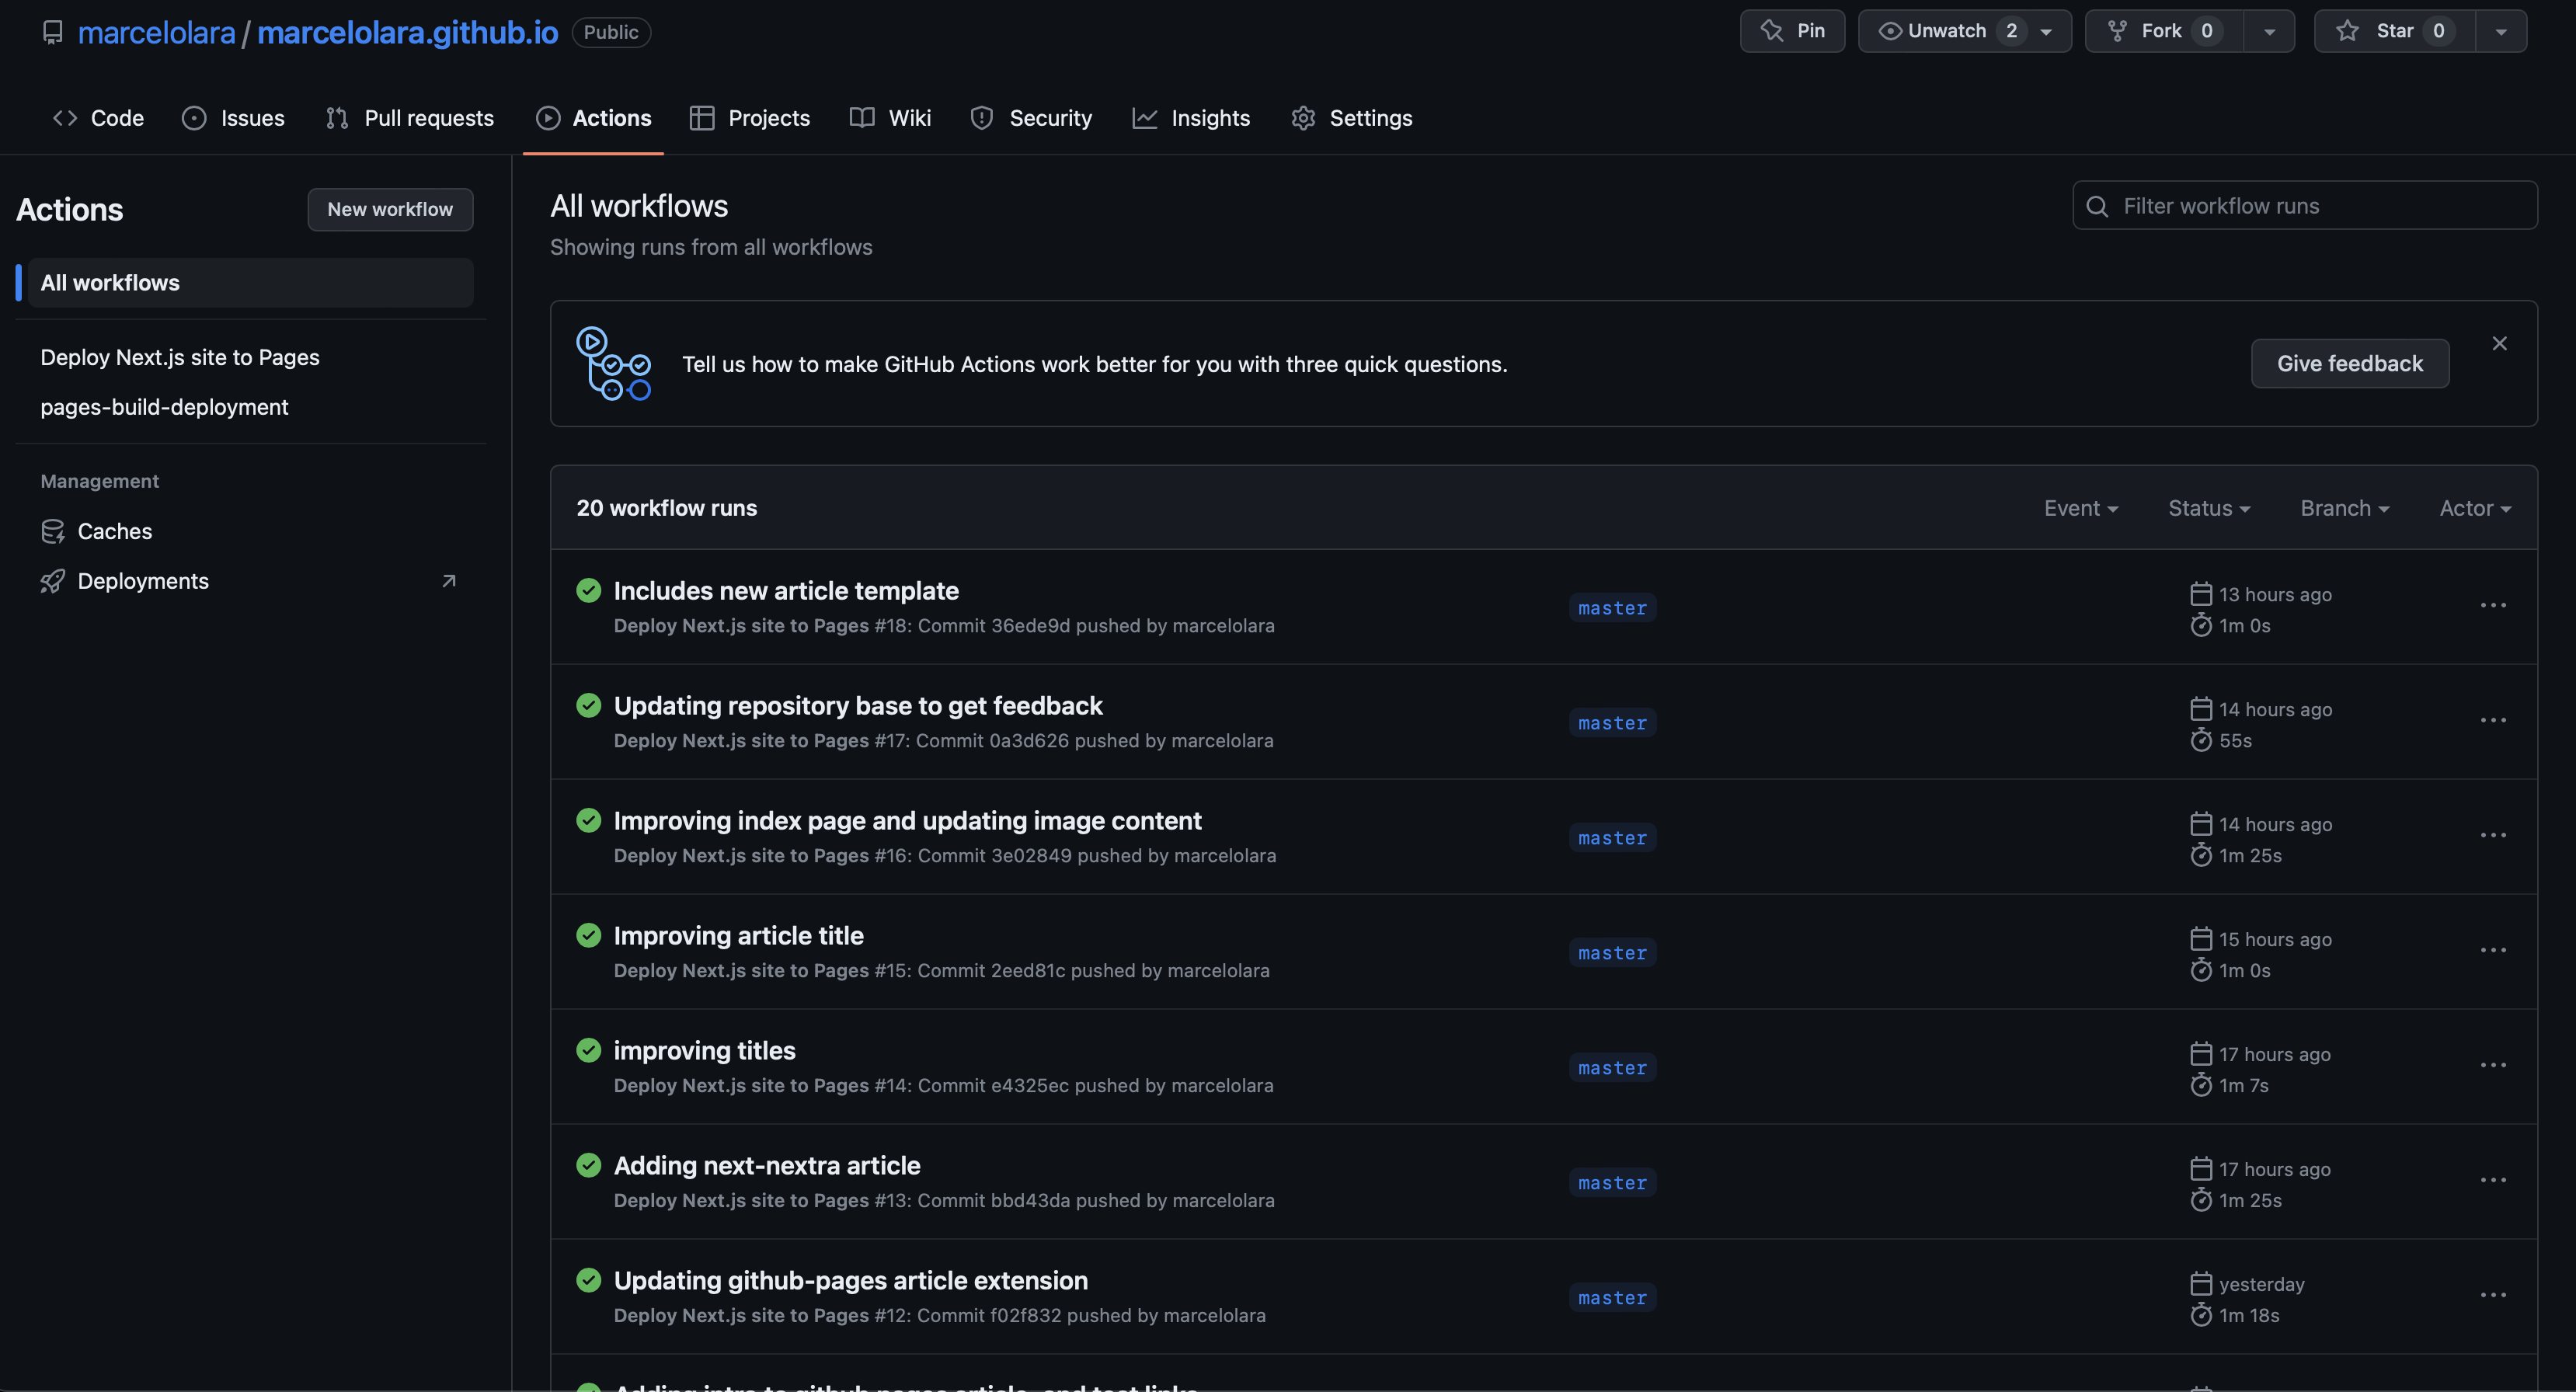 marcelolara / marcelolara.github.io Public
Pin
Unwatch 2
Fork 0
Star 0
Code
Issues
Pull requests
Actions
Projects
Wiki
Security
Insights
Settings
Actions
New workflow
All workflows
Deploy Next.js site to Pages
pages-build-deployment
Management
Caches
Deployments
All workflows
Showing runs from all workflows
Filter workflow runs
Tell us how to make GitHub Actions work better for you with three quick questions.
Give feedback
20 workflow runs
Event
Status
Branch
Actor
Includes new article template
Deploy Next.js site to Pages #18: Commit 36ede9d pushed by marcelolara
master
13 hours ago
1m 0s
Updating repository base to get feedback
Deploy Next.js site to Pages #17: Commit 0a3d626 pushed by marcelolara
master
14 hours ago
55s
Improving index page and updating image content
Deploy Next.js site to Pages #16: Commit 3e02849 pushed by marcelolara
master
14 hours ago
1m 25s
Improving article title
Deploy Next.js site to Pages #15: Commit 2eed81c pushed by marcelolara
master
15 hours ago
1m 0s
improving titles
Deploy Next.js site to Pages #14: Commit e4325ec pushed by marcelolara
master
17 hours ago
1m 7s
Adding next-nextra article
Deploy Next.js site to Pages #13: Commit bbd43da pushed by marcelolara
master
17 hours ago
1m 25s
Updating github-pages article extension
Deploy Next.js site to Pages #12: Commit f02f832 pushed by marcelolara
master
yesterday
1m 18s
Adding intro to github pages article, and test links